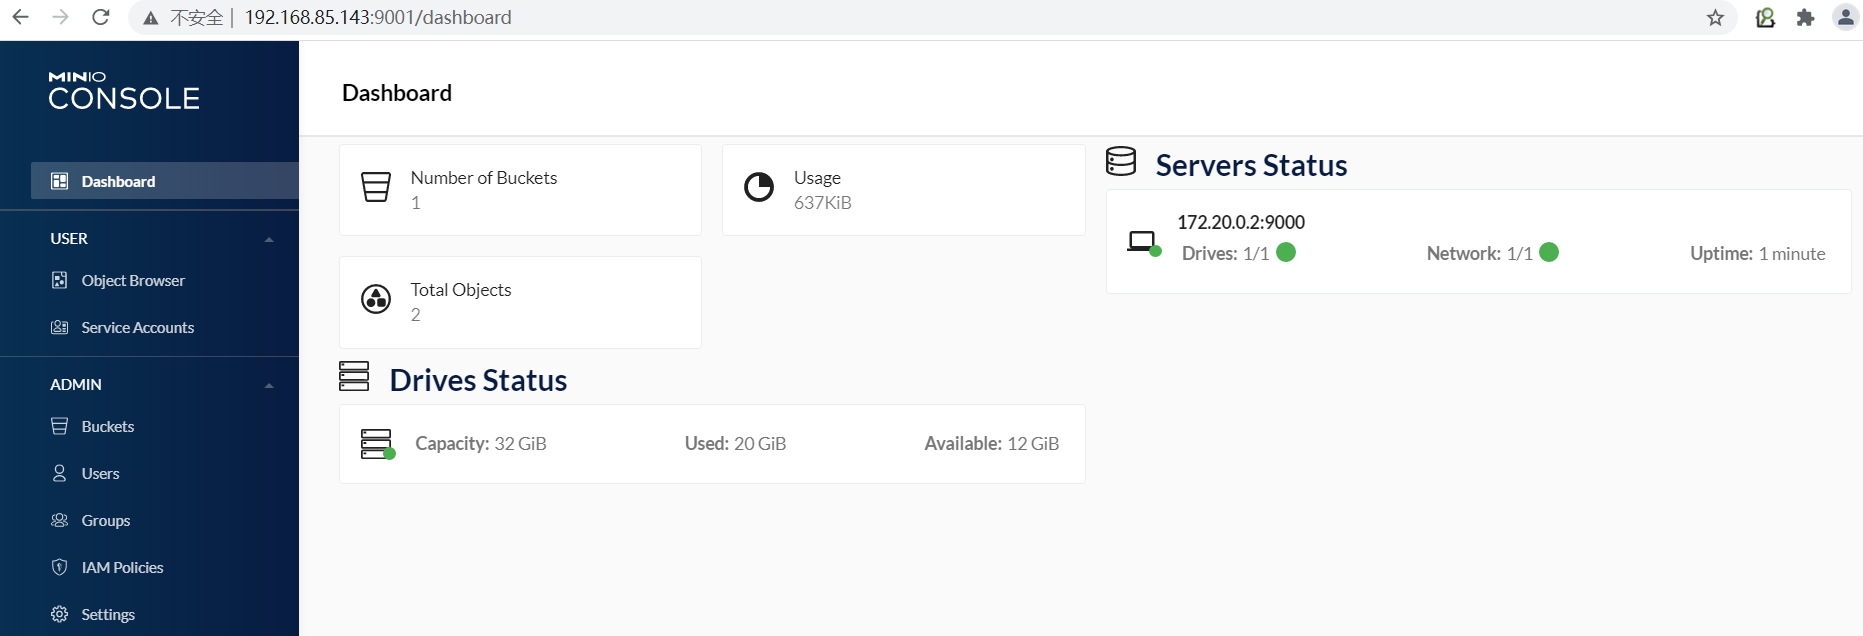 不安全 | 192.168.85.143:9001/dashboard
MINIO
CONSOLE
Dashboard
USER
Object Browser
Service Accounts
ADMIN
Buckets
Users
Groups
IAM Policies
Settings
Dashboard
Number of Buckets
1
Usage
637KiB
Total Objects
2
Servers Status
172.20.0.2:9000
Drives: 1/1 Network: 1/1 Uptime: 1 minute
Drives Status
Capacity: 32 GiB Used: 20 GiB Available: 12 GiB